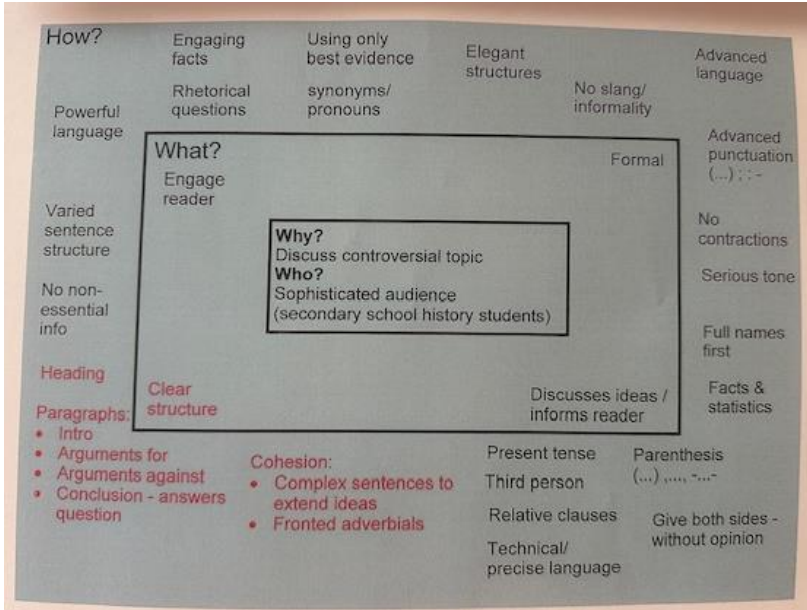 How?
Engaging
facts
Using only
best evidence
Elegant
structures
Advanced
language
Powerful
language
Rhetorical
questions
synonyms/
pronouns
No slang/
informality
Advanced
punctuation
(...) ; : -
What?
Engage
reader
Formal
Varied
sentence
structure
No
contractions
Why?
Discuss controversial topic
Who?
Sophisticated audience
(secondary school history students)
No non-
essential
info
Serious tone
Full names
first
Heading
Clear
structure
Discusses ideas /
informs reader
Facts &
statistics
Paragraphs:
• Intro
• Arguments for
• Arguments against
• Conclusion - answers
question
Cohesion:
• Complex sentences to
extend ideas
• Fronted adverbials
Present tense
Third person
Relative clauses
Technical/
precise language
Parenthesis
(...) ,..., -...-
Give both sides -
without opinion